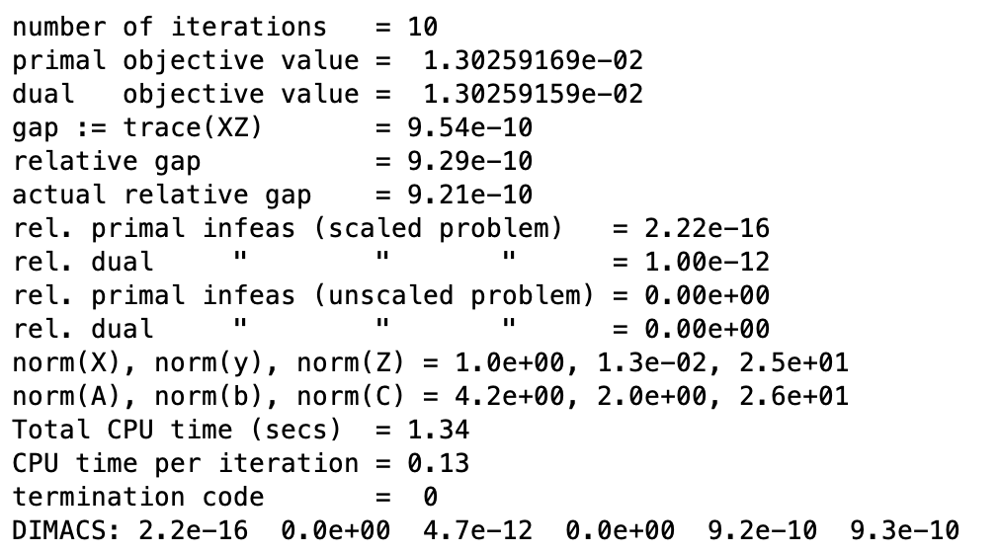 number of iterations   = 10
primal objective value =  1.30259169e-02
dual   objective value =  1.30259159e-02
gap := trace(XZ)       = 9.54e-10
relative gap           = 9.29e-10
actual relative gap    = 9.21e-10
rel. primal infeas (scaled problem)   = 2.22e-16
rel. dual     "        "       "      = 1.00e-12
rel. primal infeas (unscaled problem) = 0.00e+00
rel. dual     "        "       "      = 0.00e+00
norm(X), norm(y), norm(Z) = 1.0e+00, 1.3e-02, 2.5e+01
norm(A), norm(b), norm(C) = 4.2e+00, 2.0e+00, 2.6e+01
Total CPU time (secs)  = 1.34
CPU time per iteration = 0.13
termination code       =  0
DIMACS: 2.2e-16  0.0e+00  4.7e-12  0.0e+00  9.2e-10  9.3e-10